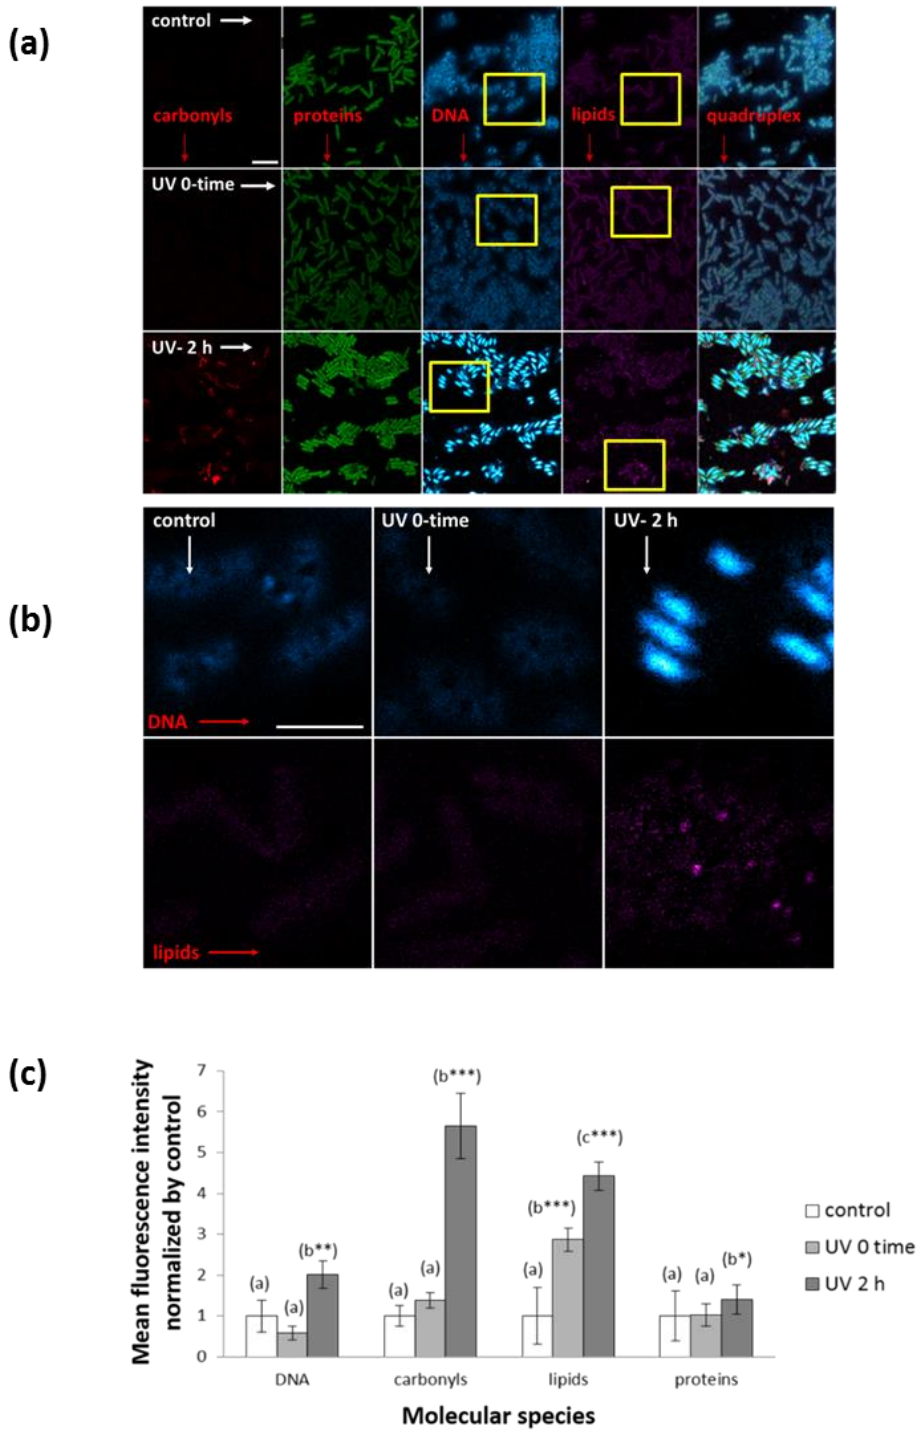 (a)
control
carbonyls
proteins
DNA
lipids
quadruplex
UV 0-time
UV- 2 h
(b)
control
UV 0-time
UV- 2 h
DNA
lipids
(c)
Mean fluorescence intensity
normalized by control
7
6
5
4
3
2
1
0
(a)
(a)
(b**)
(a)
(a)
(b***)
(a)
(b***)
(c***)
(a)
(a)
(b*)
control
UV 0 time
UV 2 h
DNA
carbonyls
lipids
proteins
Molecular species